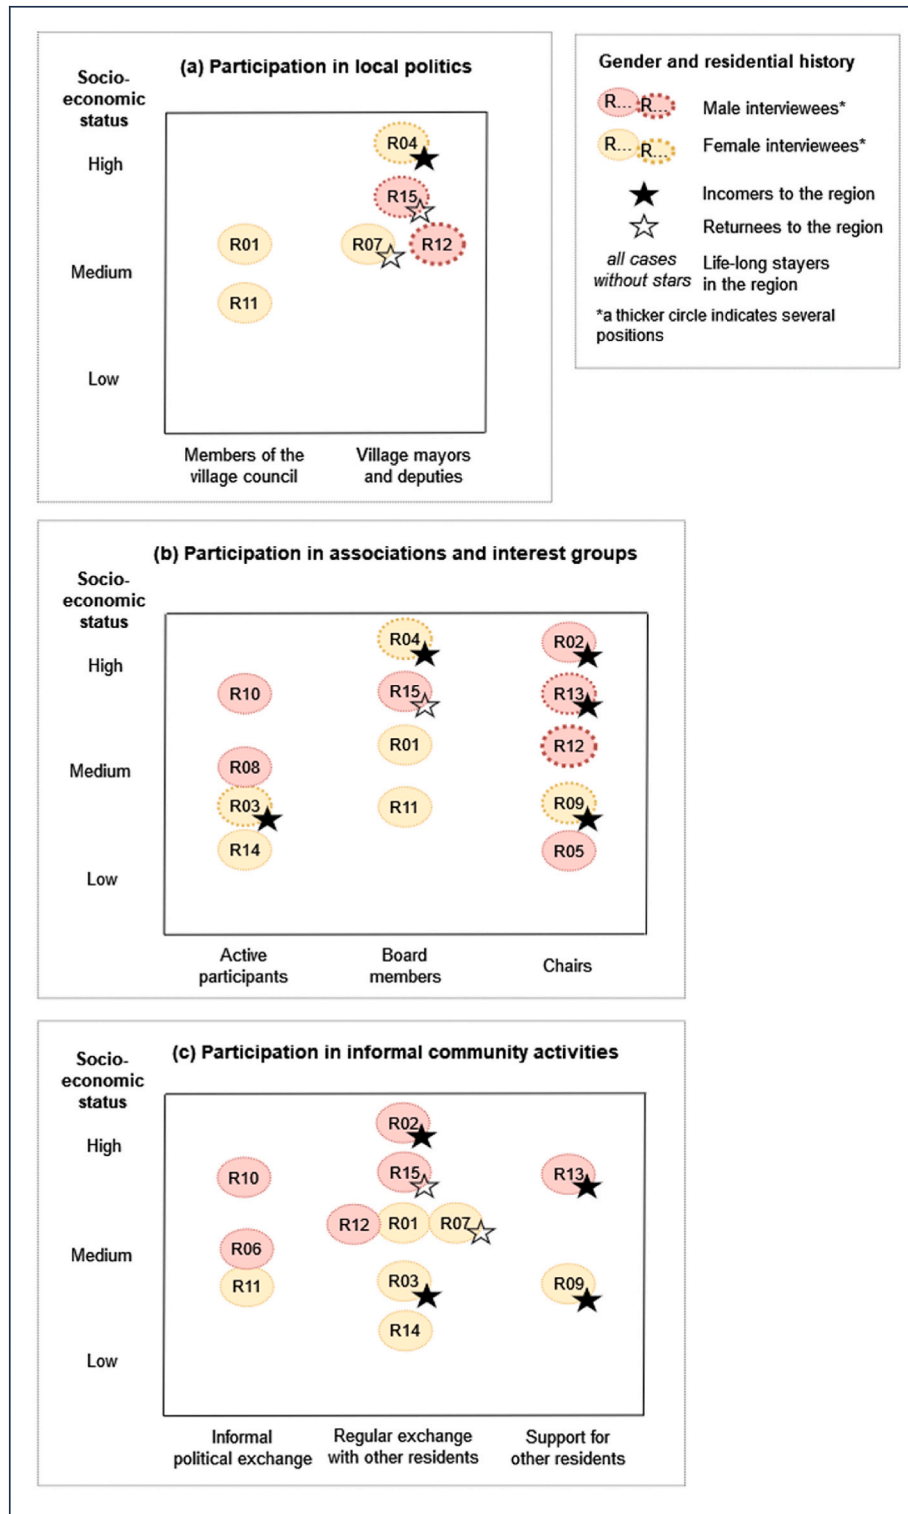 (a) Participation in local politics
Socio-
economic
status
High
Medium
Low
R04
R15
R01
R07
R12
R11
Members of the
village council
Village mayors
and deputies
Gender and residential history
R... R...
Male interviewees*
R... R...
Female interviewees*
Incomers to the region
Returnees to the region
all cases
without stars
Life-long stayers
in the region
*a thicker circle indicates several
positions
(b) Participation in associations and interest groups
Socio-
economic
status
High
Medium
Low
R04
R02
R10
R15
R13
R01
R12
R08
R03
R11
R09
R14
R05
Active
participants
Board
members
Chairs
(c) Participation in informal community activities
Socio-
economic
status
High
Medium
Low
R02
R10
R15
R13
R12
R01
R07
R06
R11
R03
R09
R14
Informal
political exchange
Regular exchange
with other residents
Support for
other residents